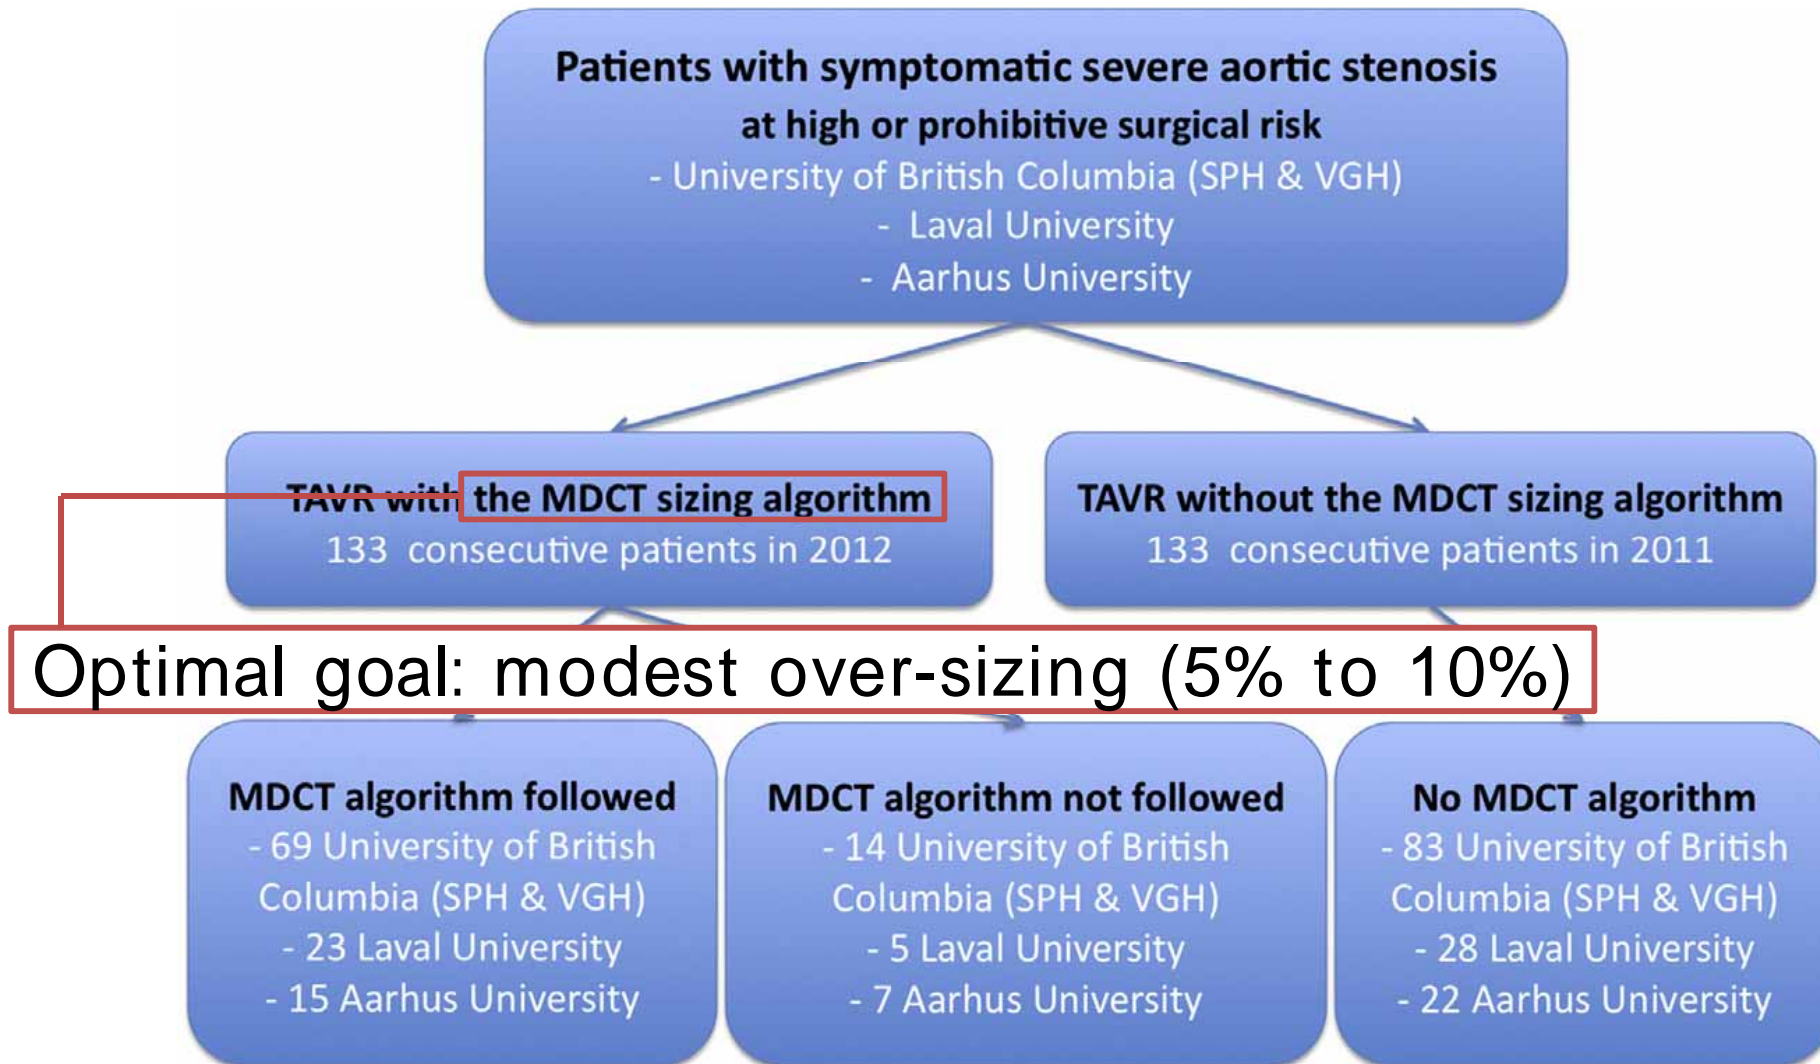 Patients with symptomatic severe aortic stenosis
at high or prohibitive surgical risk
- University of British Columbia (SPH & VGH)
- Laval University
- Aarhus University
TAVR with the MDCT sizing algorithm
133 consecutive patients in 2012
TAVR without the MDCT sizing algorithm
133 consecutive patients in 2011
Optimal goal: modest over-sizing (5% to 10%)
MDCT algorithm followed
- 69 University of British
Columbia (SPH & VGH)
- 23 Laval University
- 15 Aarhus University
MDCT algorithm not followed
- 14 University of British
Columbia (SPH & VGH)
- 5 Laval University
- 7 Aarhus University
No MDCT algorithm
- 83 University of British
Columbia (SPH & VGH)
- 28 Laval University
- 22 Aarhus University